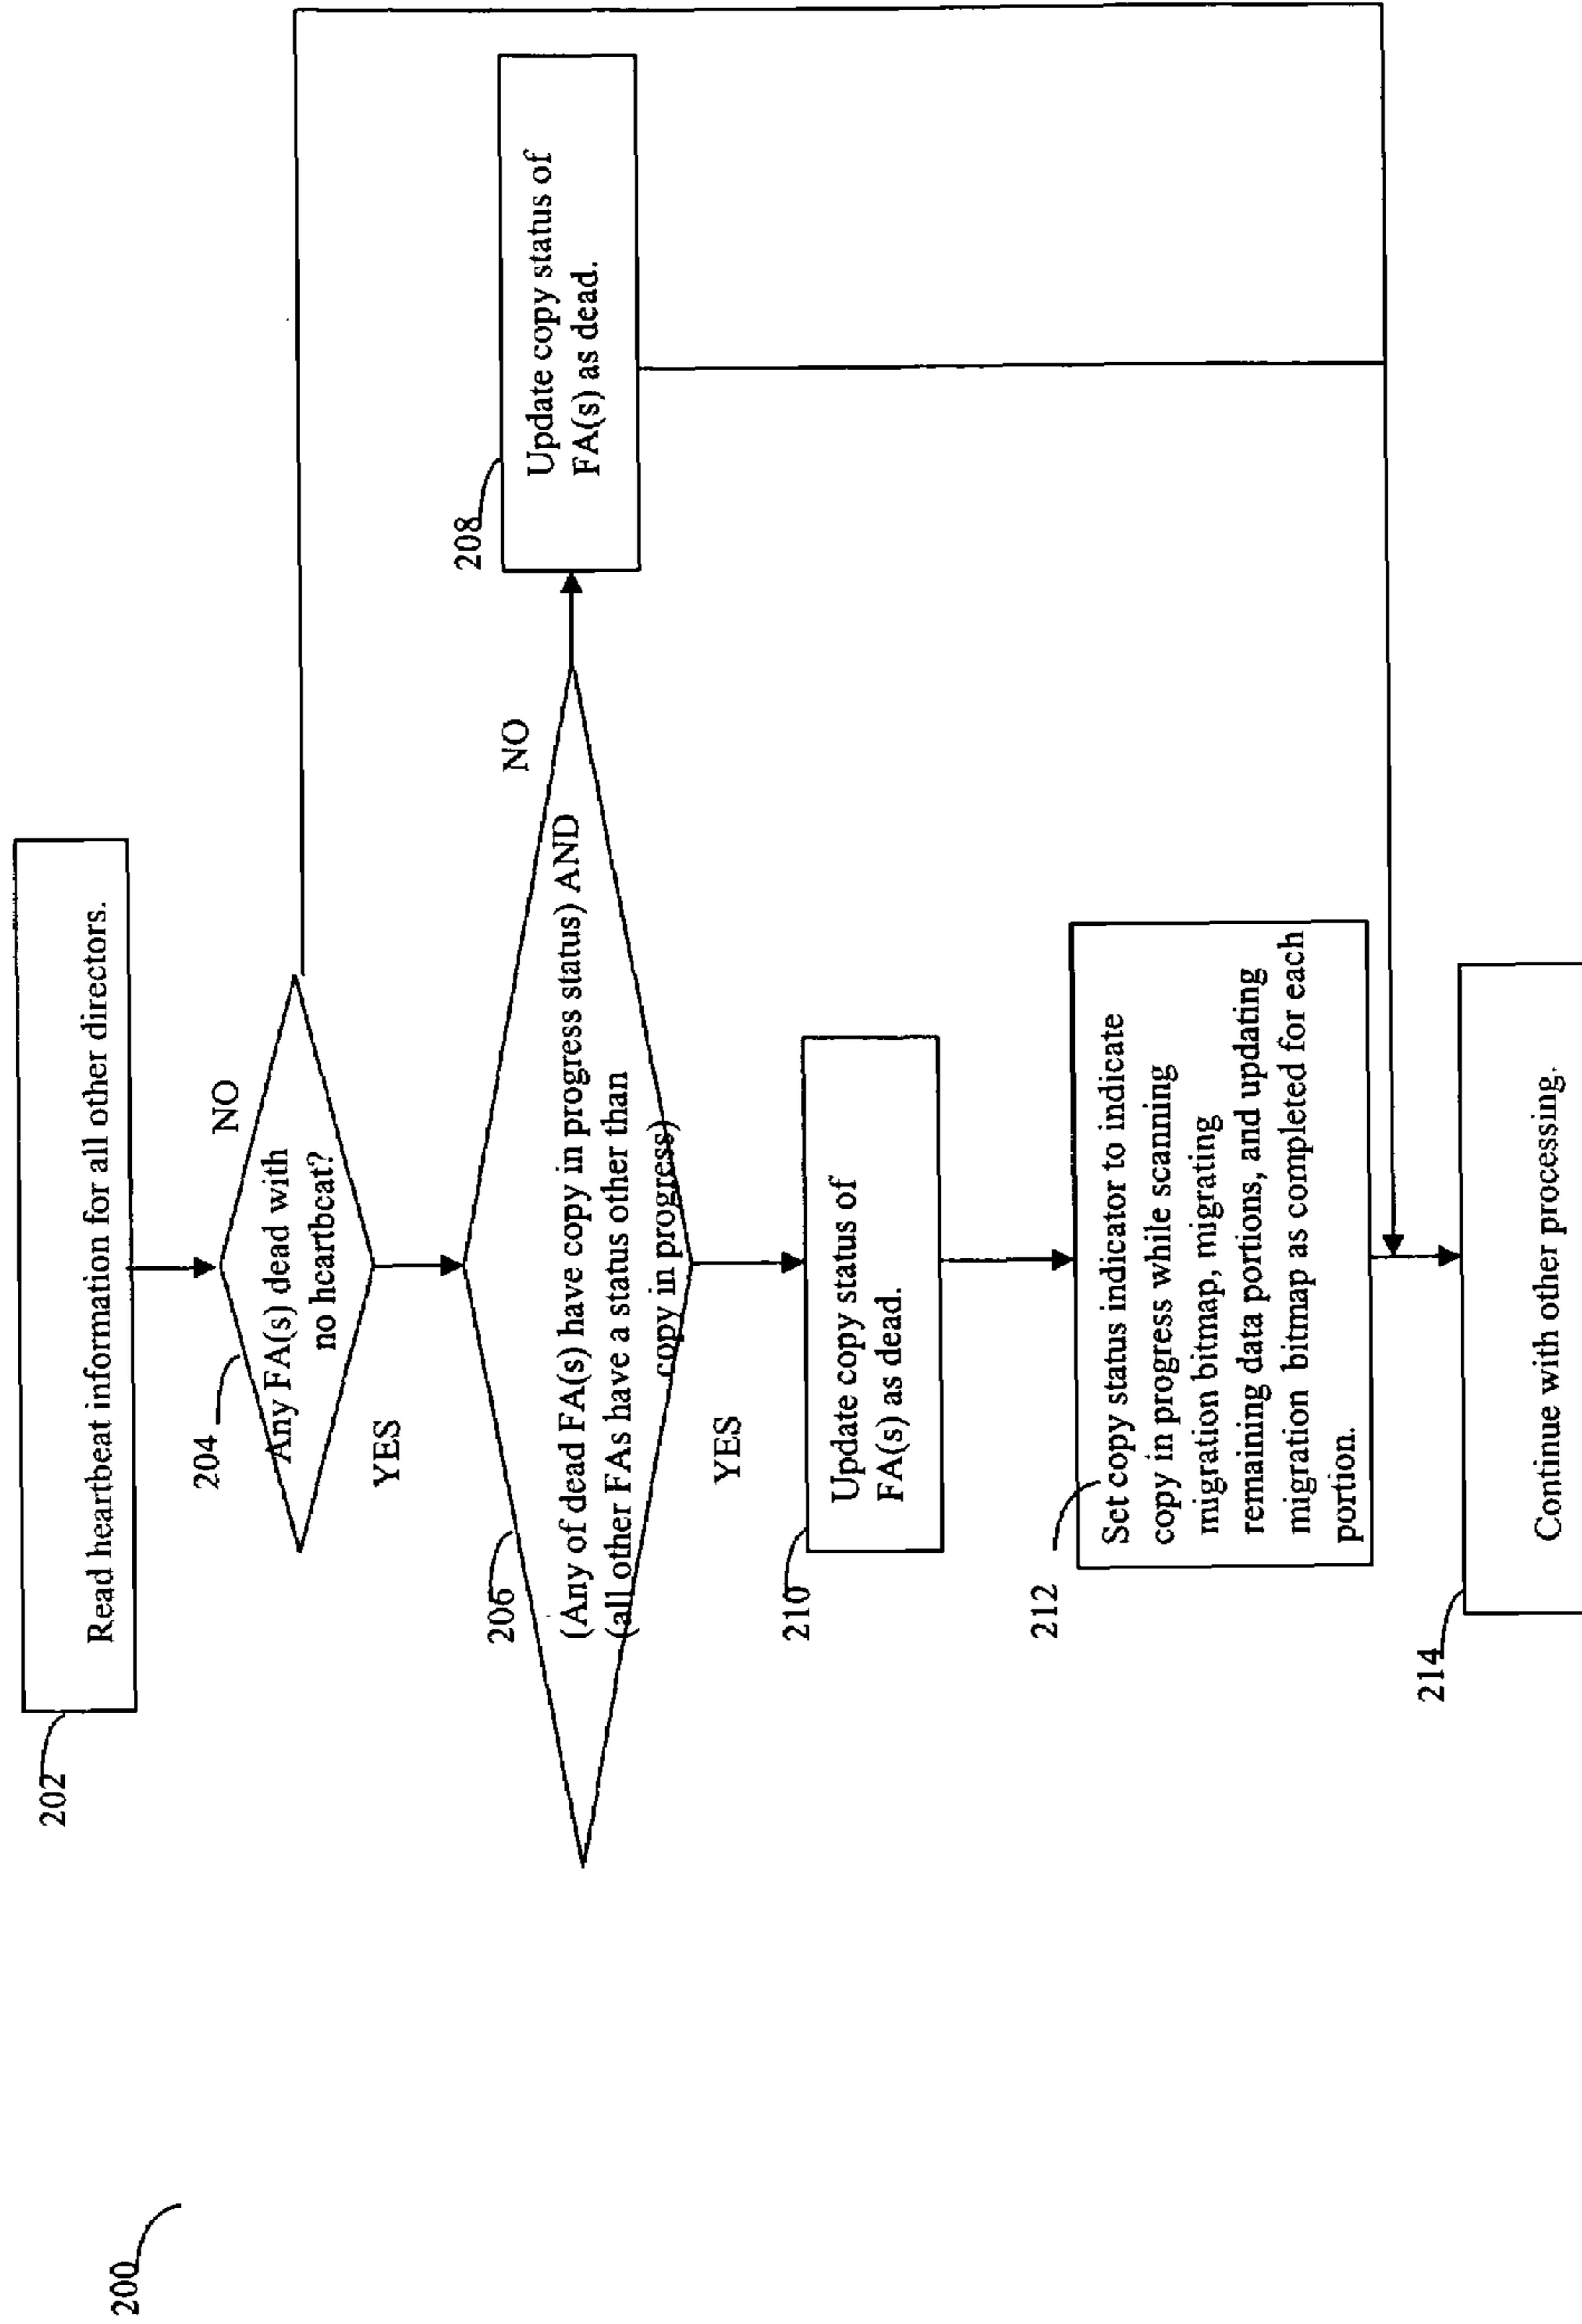 200
202
Read heartbeat information for all other directors.
204
NO
Any FA(s) dead with
no heartbeat?
YES
206
NO
(Any of dead FA(s) have copy in progress status) AND
(all other FAs have a status other than
copy in progress)
YES
208
Update copy status of
FA(s) as dead.
210
Update copy status of
FA(s) as dead.
212
Set copy status indicator to indicate
copy in progress while scanning
migration bitmap, migrating
remaining data portions, and updating
migration bitmap as completed for each
portion.
214
Continue with other processing.